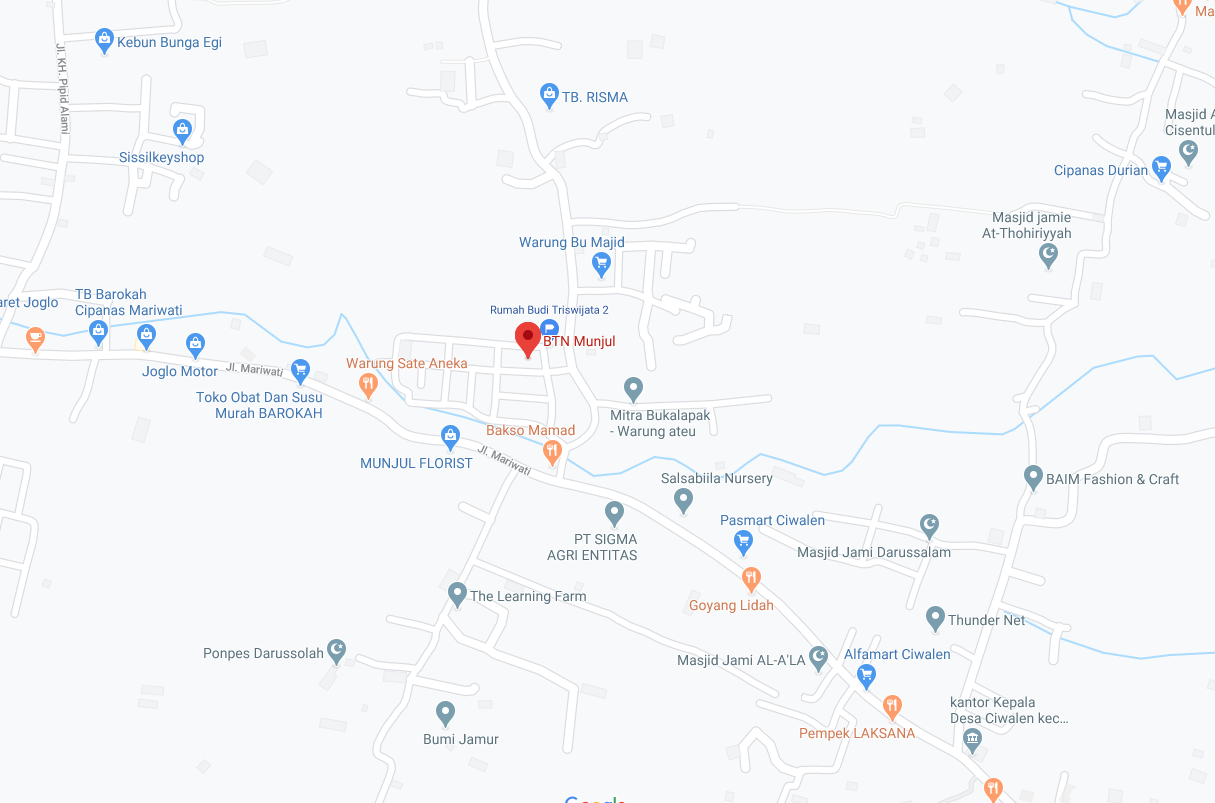 Ma
Kebun Bunga Egi
Jl. KH. Pipid Alami
TB. RISMA
Masjid A
Cisentul
Sissilkeyshop
Cipanas Durian
Masjid jamie
At-Thohiriyyah
Warung Bu Majid
TB Barokah
Cipanas Mariwati
aret Joglo
Rumah Budi Triswijata 2
BTN Munjul
Joglo Motor
Jl. Mariwati
Warung Sate Aneka
Toko Obat Dan Susu
Murah BAROKAH
Mitra Bukalapak
- Warung ateu
Bakso Mamad
MUNJUL FLORIST
Jl. Mariwati
Salsabiila Nursery
BAIM Fashion & Craft
Pasmart Ciwalen
PT SIGMA
AGRI ENTITAS
Masjid Jami Darussalam
The Learning Farm
Goyang Lidah
Thunder Net
Ponpes Darussolah
Masjid Jami AL-A'LA
Alfamart Ciwalen
kantor Kepala
Desa Ciwalen kec...
Pempek LAKSANA
Bumi Jamur
Google